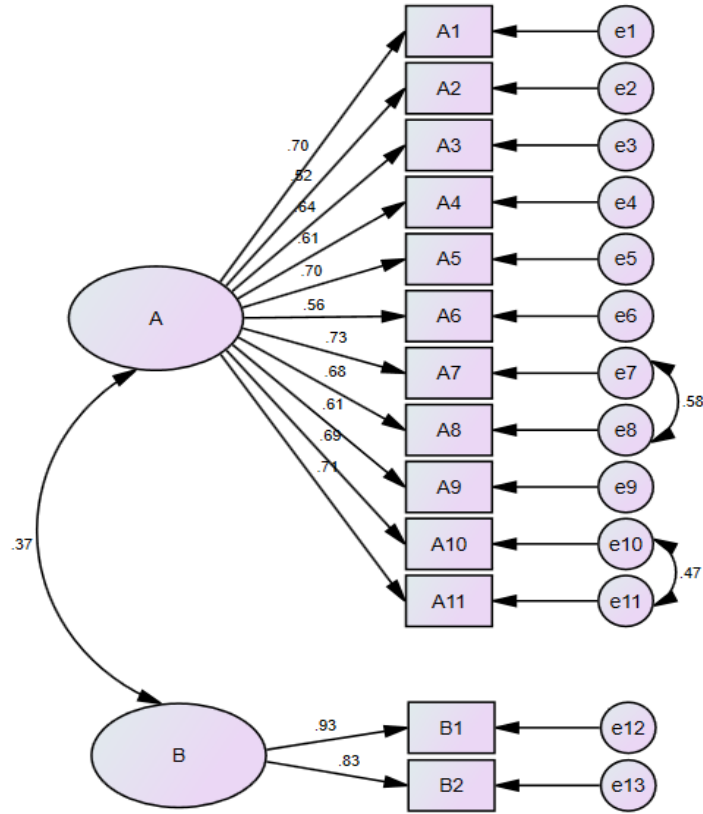 A1 e1
A2 e2
.70 A3 e3
.52
.64 A4 e4
.61
.70 A5 e5
A .56 A6 e6
.73 A7 e7
.68 .58
.61 A8 e8
.69
.71 A9 e9
.37 A10 e10
.47
A11 e11
.93 B1 e12
B .83 B2 e13